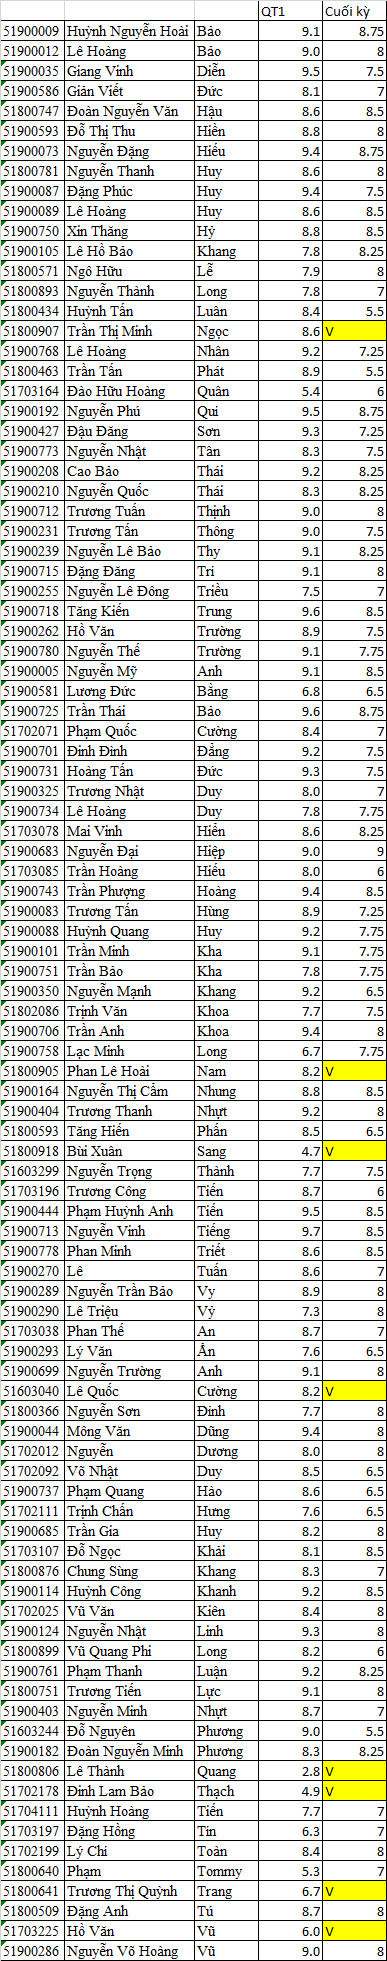 QT1 Cuối kỳ
51900009 Huỳnh Nguyễn Hoài Bảo 9.1 8.75
51900012 Lê Hoàng Bảo 9.0 8
51900035 Giang Vinh Diễn 9.5 7.5
51900586 Giản Viết Đức 8.1 7
51800747 Đoàn Nguyễn Văn Hậu 8.6 8.5
51900593 Đỗ Thị Thu Hiền 8.8 8
51900073 Nguyễn Đặng Hiếu 9.4 8.75
51800781 Nguyễn Thanh Huy 8.6 8
51900087 Đặng Phúc Huy 9.4 7.5
51900089 Lê Hoàng Huy 8.6 8.5
51900750 Xin Thăng Hỷ 8.8 8.5
51900105 Lê Hồ Bảo Khang 7.8 8.25
51800571 Ngô Hữu Lễ 7.9 8
51800893 Nguyễn Thành Long 7.8 7
51800434 Huỳnh Tấn Luân 8.4 5.5
51800907 Trần Thị Minh Ngọc 8.6 V
51900768 Lê Hoàng Nhân 9.2 7.25
51800463 Trần Tấn Phát 8.9 5.5
51703164 Đào Hữu Hoàng Quân 5.4 6
51900192 Nguyễn Phú Qui 9.5 8.75
51900427 Đậu Đăng Sơn 9.3 7.25
51900773 Nguyễn Nhật Tân 8.3 7.5
51900208 Cao Bảo Thái 9.2 8.25
51900210 Nguyễn Quốc Thái 8.3 8.25
51900712 Trương Tuấn Thịnh 9.0 8
51900231 Trương Tấn Thông 9.0 7.5
51900239 Nguyễn Lê Bảo Thy 9.1 8.25
51900715 Đặng Đăng Trí 9.1 8
51900255 Nguyễn Lê Đông Triều 7.5 7
51900718 Tăng Kiến Trung 9.6 8.5
51900262 Hồ Văn Trường 8.9 7.5
51900780 Nguyễn Thế Trường 9.1 7.75
51900005 Nguyễn Mỹ Anh 9.1 8.5
51900581 Lương Đức Bằng 6.8 6.5
51900725 Trần Thái Bảo 9.6 8.75
51702071 Phạm Quốc Cường 8.4 7
51900701 Đinh Đình Đẳng 9.2 7.5
51900731 Hoàng Tấn Đức 9.3 7.5
51900325 Trương Nhật Duy 8.0 7
51900734 Lê Hoàng Duy 7.8 7.75
51703078 Mai Vinh Hiển 8.6 8.25
51900683 Nguyễn Đại Hiệp 9.0 9
51703085 Trần Hoàng Hiếu 8.0 6
51900743 Trần Phượng Hoàng 9.4 8.5
51900083 Trương Tấn Hùng 8.9 7.25
51900088 Huỳnh Quang Huy 9.2 7.75
51900101 Trần Minh Kha 9.1 7.75
51900751 Trần Bảo Kha 7.8 7.75
51900350 Nguyễn Mạnh Khang 9.2 6.5
51802086 Trịnh Văn Khoa 7.7 7.5
51900706 Trần Anh Khoa 9.4 8
51900758 Lạc Minh Long 6.7 7.75
51800905 Phan Lê Hoài Nam 8.2 V
51900164 Nguyễn Thị Cẩm Nhung 8.8 8.5
51900404 Trương Thanh Nhựt 9.2 8
51800593 Tăng Hiến Phấn 8.5 6.5
51800918 Bùi Xuân Sang 4.7 V
51603299 Nguyễn Trọng Thành 7.7 7.5
51703196 Trương Công Tiến 8.7 6
51900444 Phạm Huỳnh Anh Tiến 9.5 8.5
51900713 Nguyễn Vinh Tiếng 9.7 8.5
51900778 Phan Minh Triết 8.6 8.5
51900270 Lê Tuấn 8.6 7
51900289 Nguyễn Trần Bảo Vy 8.9 8
51900290 Lê Triệu Vỷ 7.3 8
51703038 Phan Thế An 8.7 7
51900293 Lý Văn Ẩn 7.6 6.5
51900699 Nguyễn Trường Anh 9.1 8
51603040 Lê Quốc Cường 8.2 V
51800366 Nguyễn Sơn Đỉnh 7.7 8
51900044 Mông Văn Dũng 9.4 8
51702012 Nguyễn Dương 8.0 8
51702092 Võ Nhật Duy 8.5 6.5
51900737 Phạm Quang Hào 8.6 6.5
51702111 Trịnh Chấn Hưng 7.6 6.5
51900685 Trần Gia Huy 8.2 8
51703107 Đỗ Ngọc Khải 8.1 8.5
51800876 Chung Sùng Khang 8.3 7
51900114 Huỳnh Công Khanh 9.2 8.5
51702025 Vũ Văn Kiên 8.4 8
51900124 Nguyễn Nhật Linh 9.3 8
51800899 Vũ Quang Phi Long 8.2 6
51900761 Phạm Thanh Luận 9.2 8.25
51800751 Trương Tiến Lực 9.1 8
51900403 Nguyễn Minh Nhựt 8.7 7
51603244 Đỗ Nguyên Phương 9.0 5.5
51900182 Đoàn Nguyễn Minh Phương 8.3 8.25
51800806 Lê Thành Quang 2.8 V
51702178 Đinh Lam Bảo Thạch 4.9 V
51704111 Huỳnh Hoàng Tiến 7.7 7
51703197 Đặng Hồng Tin 6.3 7
51702199 Lý Chí Toàn 8.4 8
51800640 Phạm Tommy 5.3 7
51800641 Trương Thị Quỳnh Trang 6.7 V
51800509 Đặng Anh Tú 8.7 8
51703225 Hồ Văn Vũ 6.0 V
51900286 Nguyễn Võ Hoàng Vũ 9.0 8